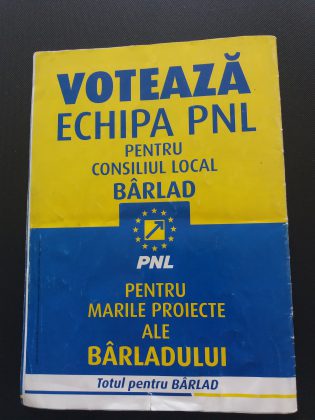 VOTEAZĂ
ECHIPA PNL
PENTRU
CONSILIUL LOCAL
BÂRLAD
PNL
PENTRU
MARILE PROIECTE
ALE
BÂRLADULUI
Totul pentru BÂRLAD